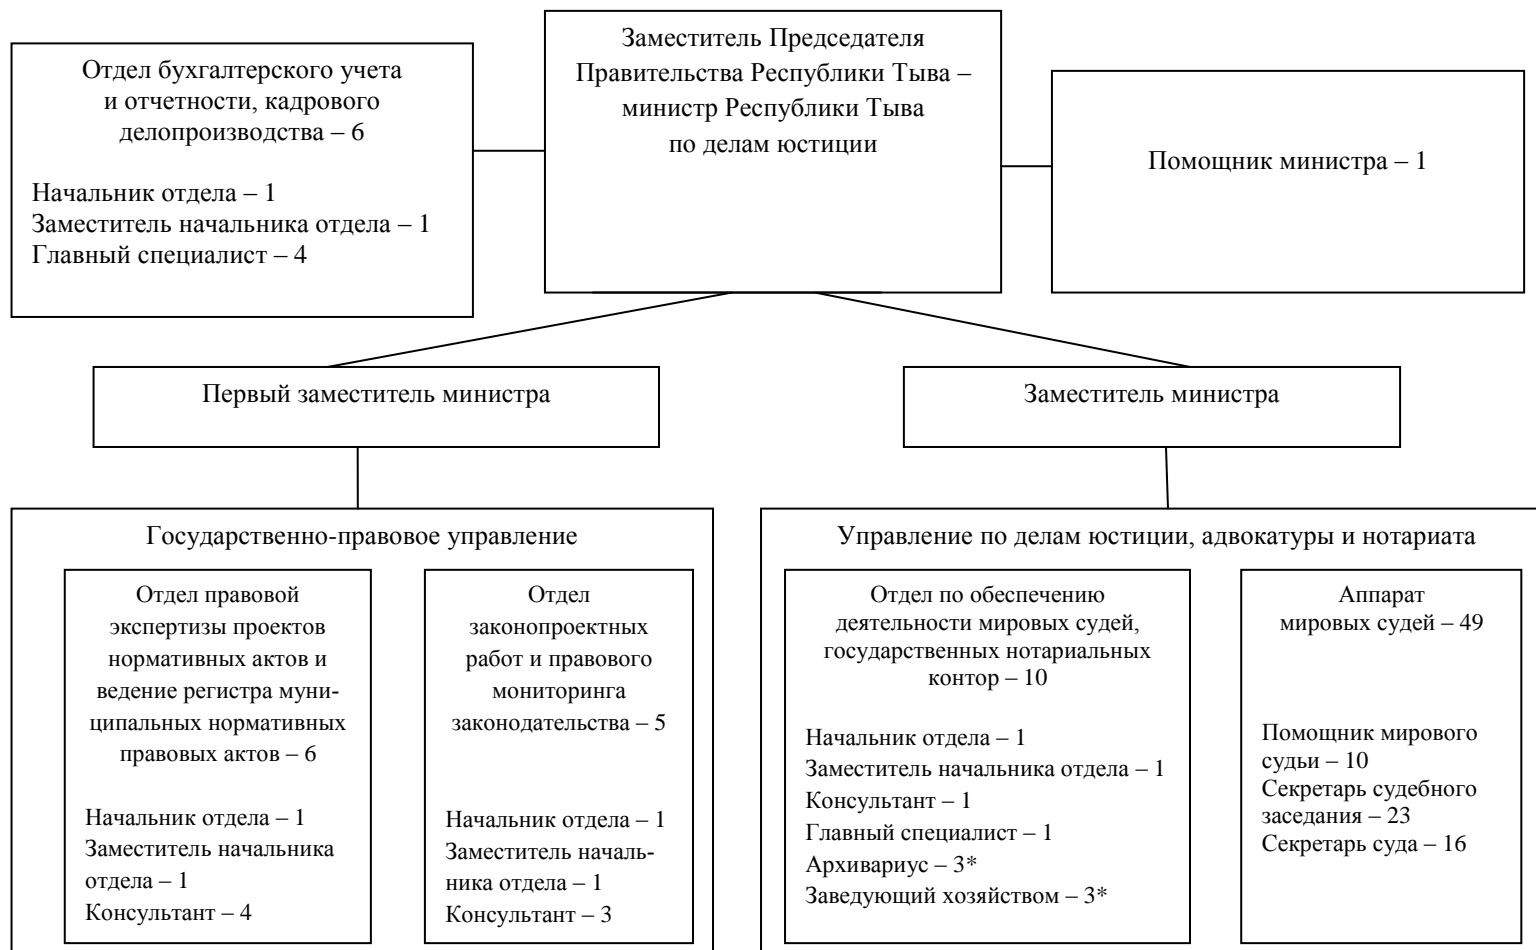 Отдел бухгалтерского учета
и отчетности, кадрового
делопроизводства – 6
Начальник отдела – 1
Заместитель начальника отдела – 1
Главный специалист – 4
Заместитель Председателя
Правительства Республики Тыва –
министр Республики Тыва
по делам юстиции
Помощник министра – 1
Первый заместитель министра
Заместитель министра
Государственно-правовое управление
Отдел правовой
экспертизы проектов
нормативных актов и
ведение регистра муни-
ципальных нормативных
правовых актов – 6
Начальник отдела – 1
Заместитель начальника
отдела – 1
Консультант – 4
Отдел
законопроектных
работ и правового
мониторинга
законодательства – 5
Начальник отдела – 1
Заместитель началь-
ника отдела – 1
Консультант – 3
Управление по делам юстиции, адвокатуры и нотариата
Отдел по обеспечению
деятельности мировых судей,
государственных нотариальных
контор – 10
Начальник отдела – 1
Заместитель начальника отдела – 1
Консультант – 1
Главный специалист – 1
Архивариус – 3*
Заведующий хозяйством – 3*
Аппарат
мировых судей – 49
Помощник мирового
судьи – 10
Секретарь судебного
заседания – 23
Секретарь суда – 16